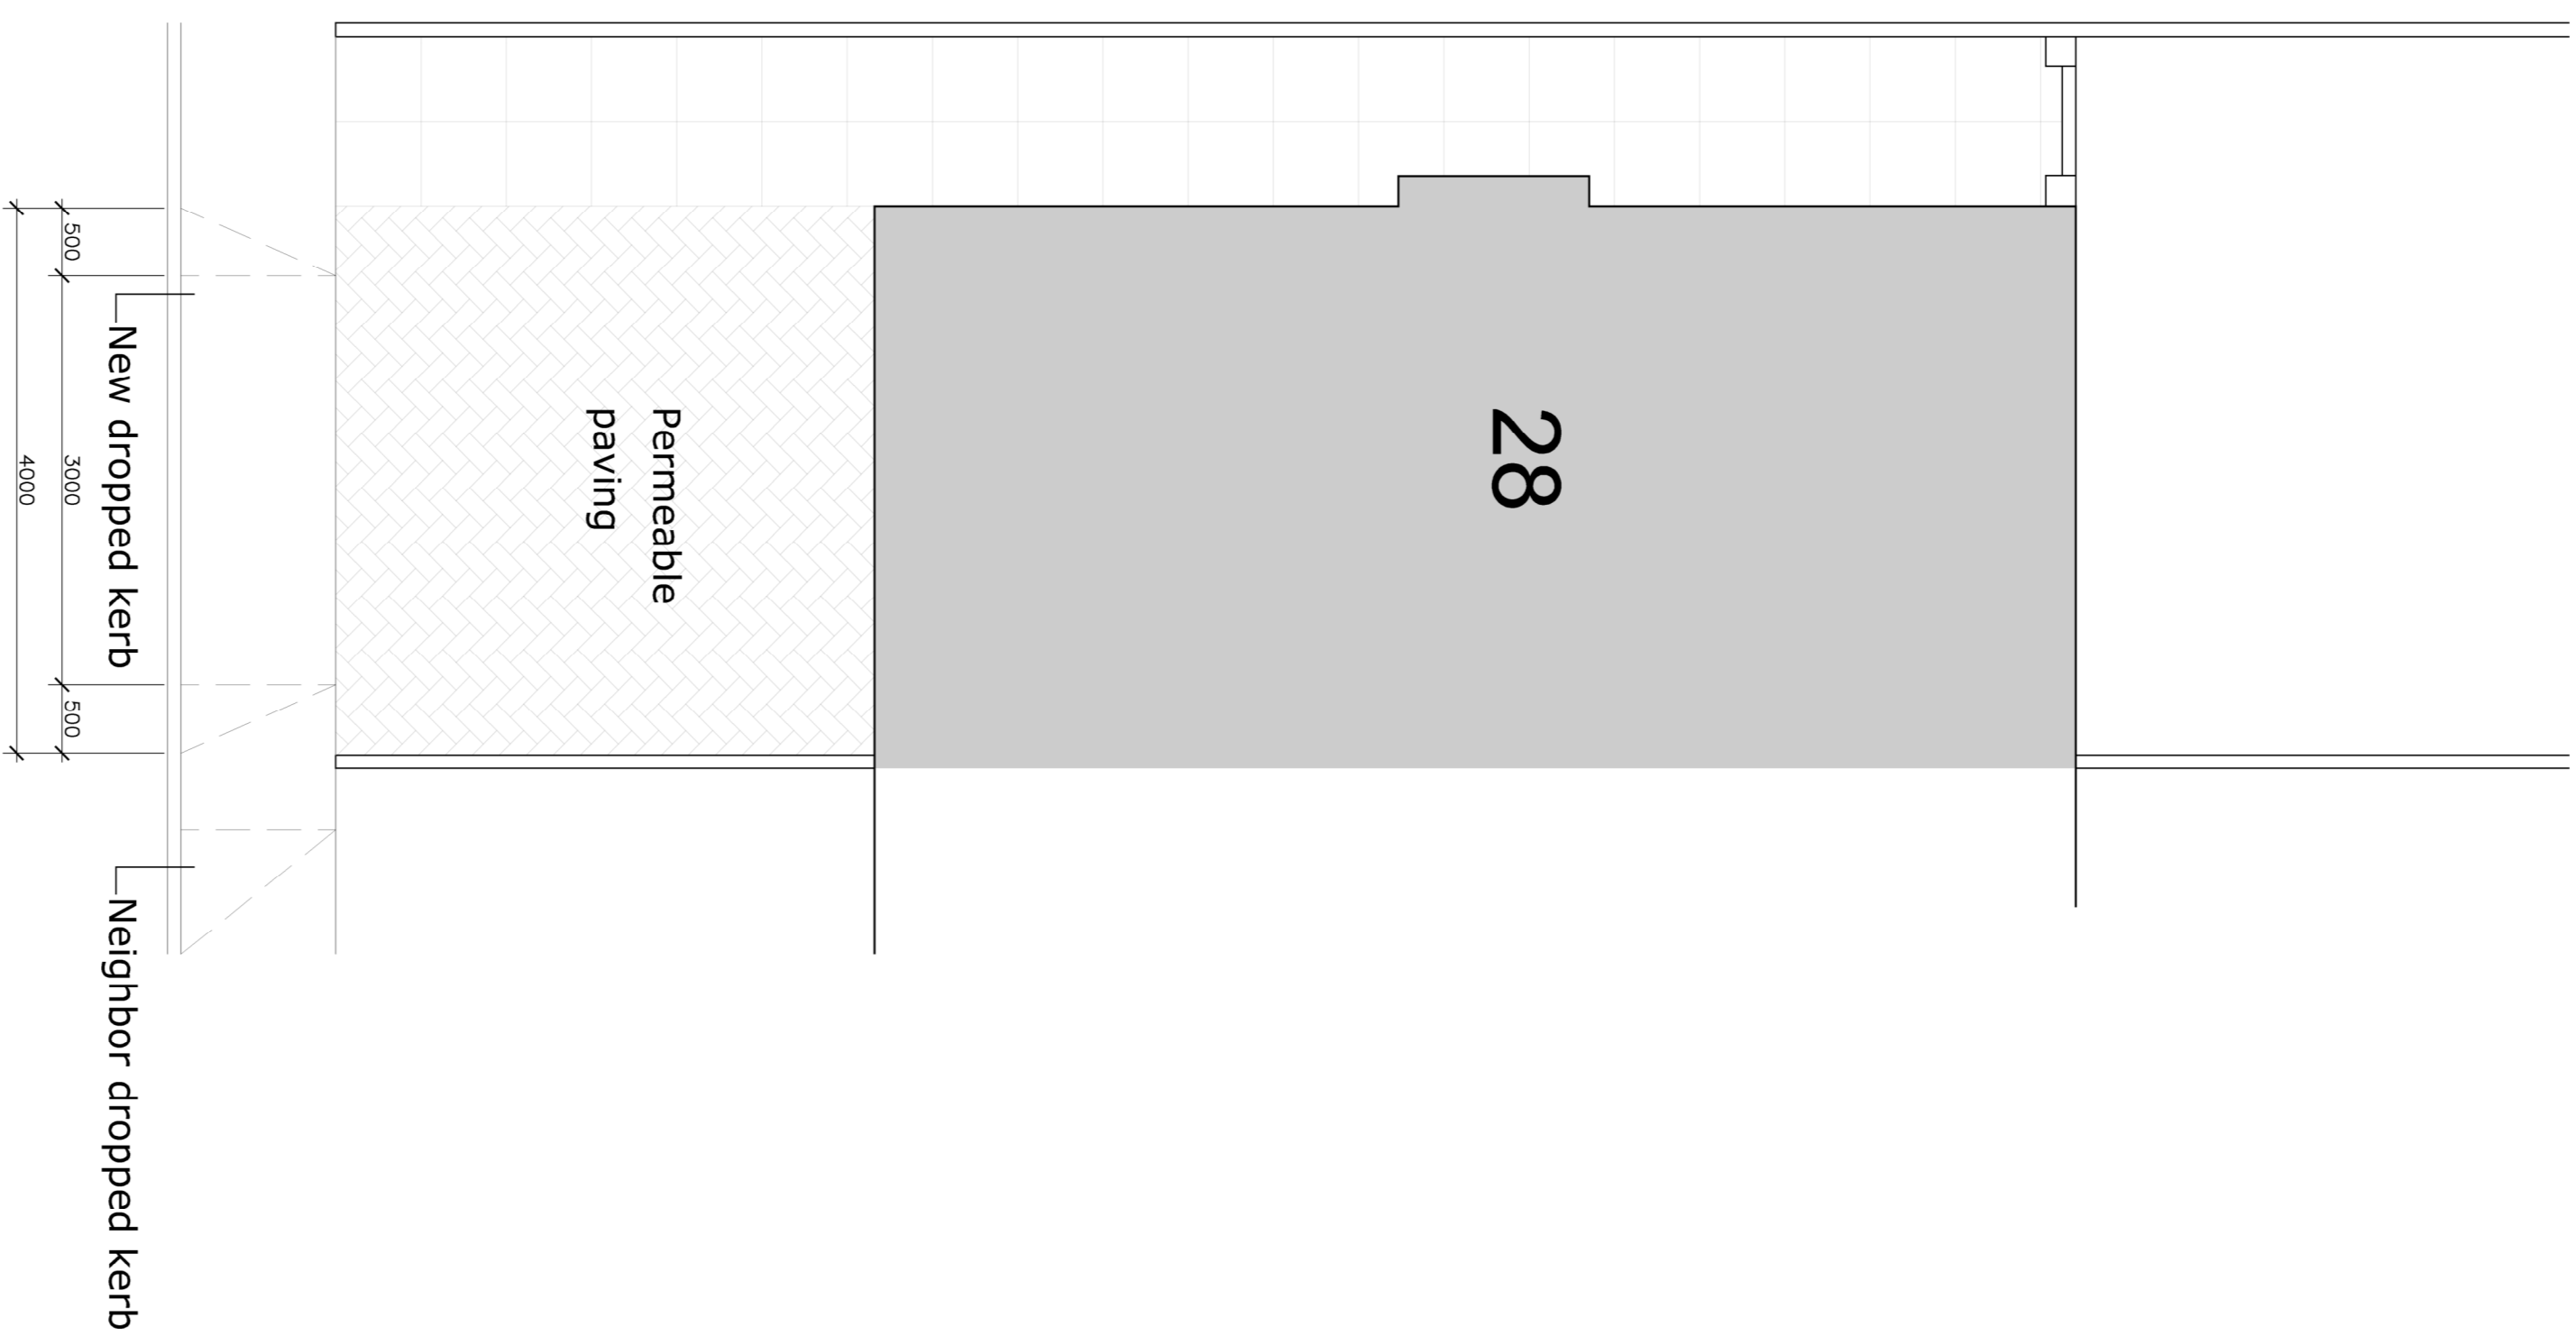 28
Permeable
paving
New dropped kerb
Neighbor dropped kerb
500
3000
500
4000